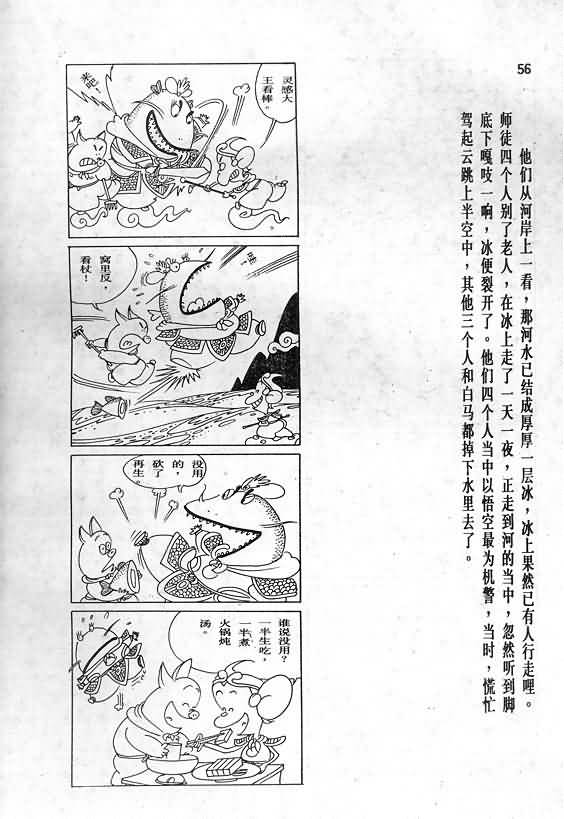 56
他们从河岸上一看，那河水已结成厚厚一层冰，冰上果然已有人行走哩。
师徒四个人别了老人，在冰上走了一天一夜，正走到河的当中，忽然听到脚
底下嘎吱一响，冰便裂开了。他们四个人当中以悟空最为机警，当时，慌忙
驾起云跳上半空中，其他三个人和白马都掉下水里去了。
灵感大
王看棒。
来吧。
啪！
窝里反，
看杖！
没用
的，
砍了
再生。
谁说没用？
一半生吃，
一半煮
火锅炖
汤。